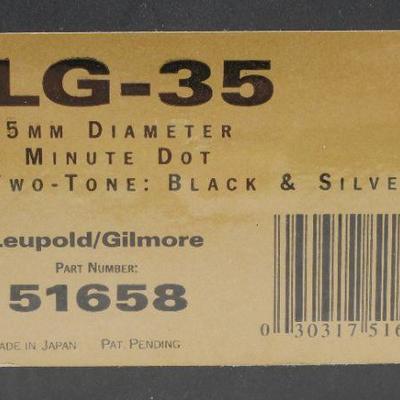 LG-35
5MM DIAMETER
MINUTE DOT
TWO-TONE: BLACK & SILVE
Leupold/Gilmore
PART NUMBER:
51658
ADE IN JAPAN PAT. PENDING
0 30317 516